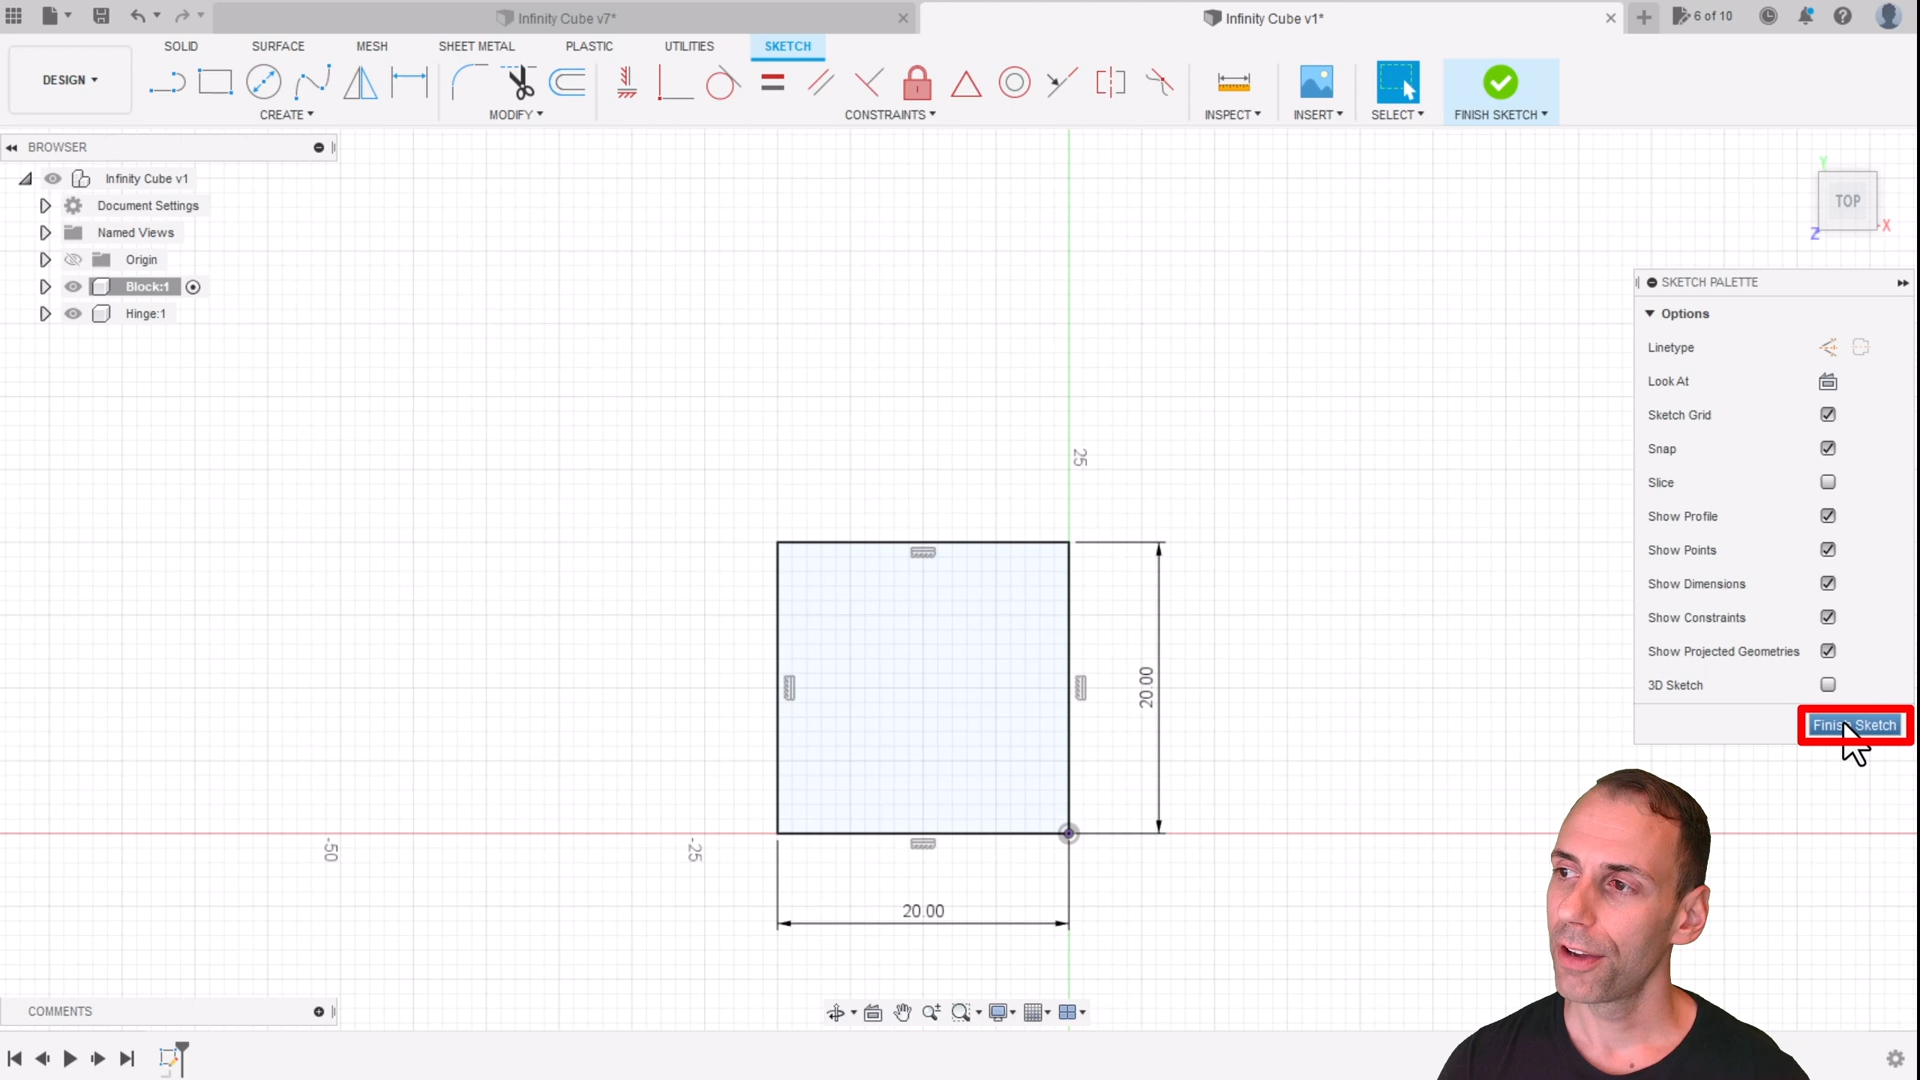 Infinity Cube v7*
Infinity Cube v1*
6 of 10
SOLID
SURFACE
MESH
SHEET METAL
PLASTIC
UTILITIES
SKETCH
DESIGN
CREATE
MODIFY
CONSTRAINTS
INSPECT
INSERT
SELECT
FINISH SKETCH
BROWSER
Infinity Cube v1
Document Settings
Named Views
Origin
Block:1
Hinge:1
Y
TOP
X
Z
SKETCH PALETTE
Options
Linetype
Look At
Sketch Grid
Snap
Slice
Show Profile
Show Points
Show Dimensions
Show Constraints
Show Projected Geometries
3D Sketch
Finish Sketch
25
20.00
-50
-25
20.00
COMMENTS